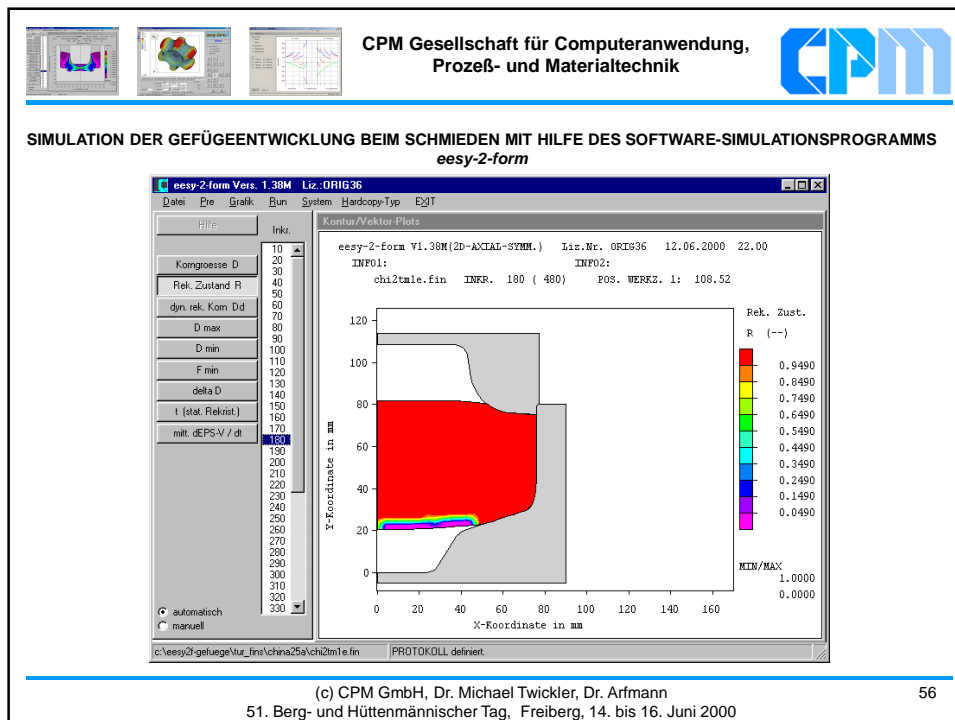 CPM Gesellschaft für Computeranwendung,
Prozeß- und Materialtechnik
CPM
SIMULATION DER GEFÜGEENTWICKLUNG BEIM SCHMIEDEN MIT HILFE DES SOFTWARE-SIMULATIONSPROGRAMMS
eesy-2-form
eesy-2-form Vers. 1.38M Liz.:ORIG36
Datei Pre Grafik Run System Hardcopy-Typ EXIT
Hilfe
Inkr.
Korngroesse D
Rek. Zustand R
dyn. rek. Korn Dd
D max
D min
F min
delta D
t (stat. Rekrist.)
mitt. dEPS-V / dt
10
20
30
40
50
60
70
80
90
100
110
120
130
140
150
160
170
180
190
200
210
220
230
240
250
260
270
280
290
300
310
320
330
automatisch
manuell
Kontur/Vektor-Plots
eesy-2-form V1.38M(2D-AXIAL-SYMM.) Liz.Nr. ORIG36 12.06.2000 22.00
INFO1: INFO2:
chi2tm1e.fin INKR. 180 ( 480) POS. WERKZ. 1: 108.52
Y-Koordinate in mm
120
100
80
60
40
20
0
0 20 40 60 80 100 120 140 160
X-Koordinate in mm
Rek. Zust.
R (--)
0.9490
0.8490
0.7490
0.6490
0.5490
0.4490
0.3490
0.2490
0.1490
0.0490
MIN/MAX
1.0000
0.0000
c:\eesy2f-gefuege\tur_fins\china25a\chi2tm1e.fin PROTOKOLL definiert.
(c) CPM GmbH, Dr. Michael Twickler, Dr. Arfmann
51. Berg- und Hüttenmännischer Tag, Freiberg, 14. bis 16. Juni 2000
56